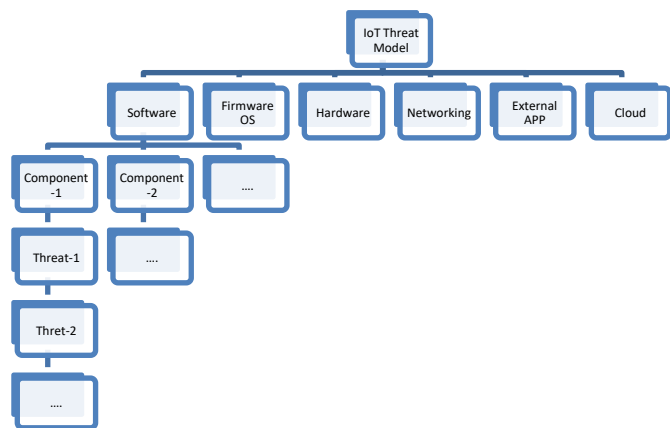 IoT Threat
Model
Software
Firmware
OS
Hardware
Networking
External
APP
Cloud
Component
-1
Component
-2
....
Threat-1
....
Thret-2
....